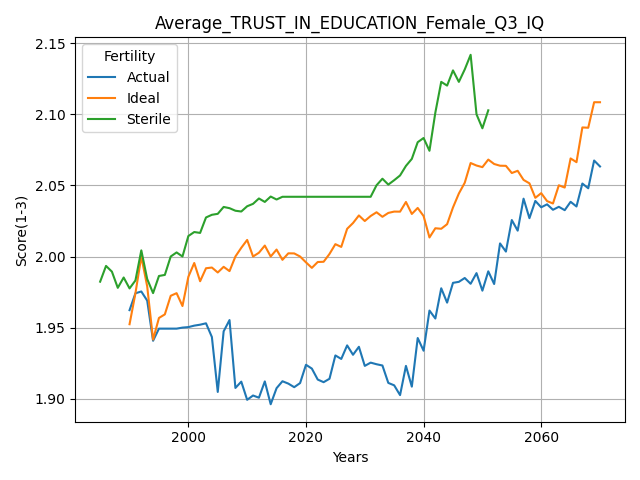 Average_TRUST_IN_EDUCATION_Female_Q3_IQ
2.15
2.10
2.05
2.00
1.95
1.90
Score(1-3)
Fertility
Actual
Ideal
Sterile
2000
2020
2040
2060
Years